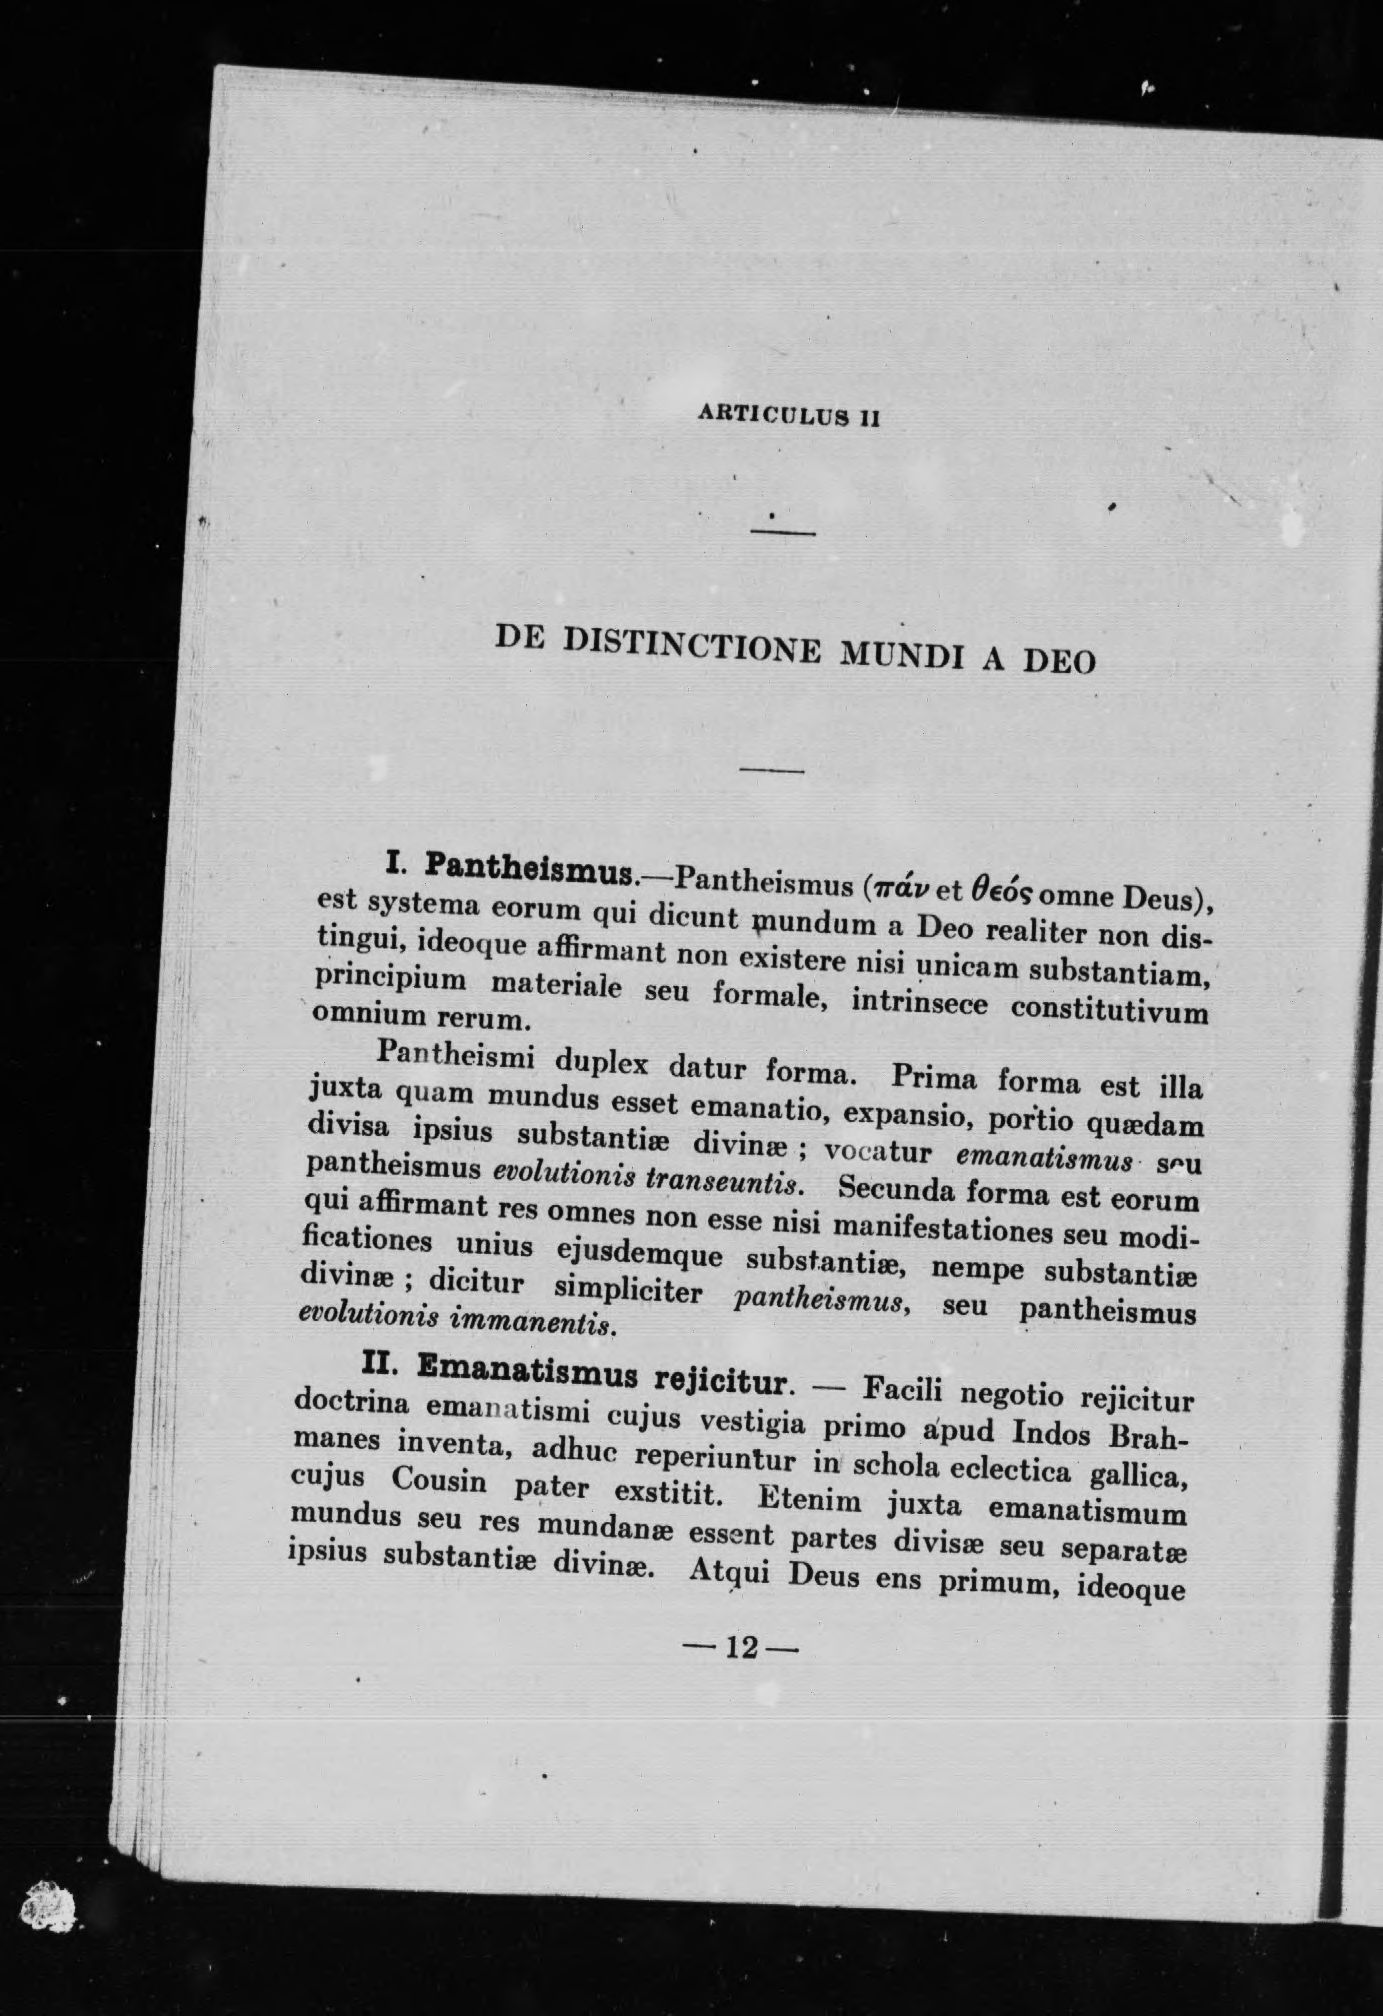 ARTICULUS II
DE DISTINCTIONE MUNDI A DEO
I. Pantheismus.—Pantheismus (πάν et θεός omne Deus),
est systema eorum qui dicunt mundum a Deo realiter non dis-
tingui, ideoque affirmant non existere nisi unicam substantiam,
principium materiale seu formale, intrinsece constitutivum
omnium rerum.
Pantheismi duplex datur forma. Prima forma est illa
juxta quam mundus esset emanatio, expansio, portio quædam
divisa ipsius substantiæ divinæ ; vocatur emanatismus seu
pantheismus evolutionis transeuntis. Secunda forma est eorum
qui affirmant res omnes non esse nisi manifestationes seu modi-
ficationes unius ejusdemque substantiæ, nempe substantiæ
divinæ ; dicitur simpliciter pantheismus, seu pantheismus
evolutionis immanentis.
II. Emanatismus rejicitur. — Facili negotio rejicitur
doctrina emanatismi cujus vestigia primo apud Indos Brah-
manes inventa, adhuc reperiuntur in schola eclectica gallica,
cujus Cousin pater exstitit. Etenim juxta emanatismum
mundus seu res mundanæ essent partes divisæ seu separatæ
ipsius substantiæ divinæ. Atqui Deus ens primum, ideoque
— 12 —